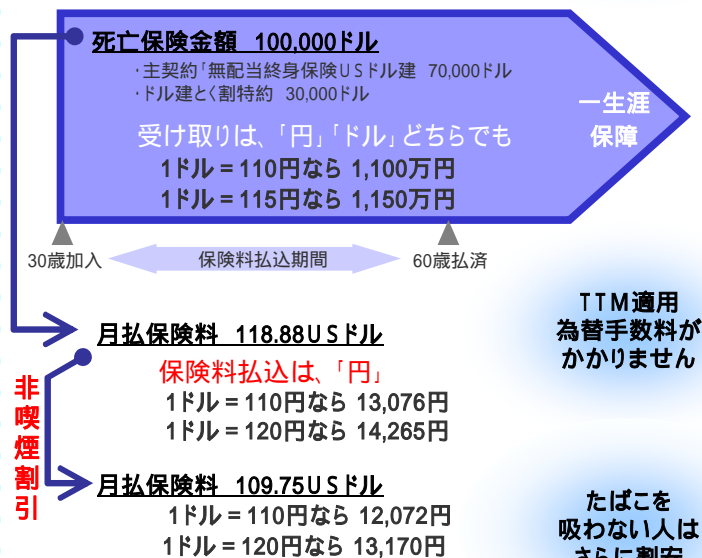 死亡保険金額 100,000ドル
・主契約「無配当終身保険USドル建 70,000ドル
・ドル建とく割特約 30,000ドル
受け取りは、「円」「ドル」どちらでも
1ドル＝110円なら 1,100万円
1ドル＝115円なら 1,150万円
一生涯
保障
30歳加入
保険料払込期間
60歳払済
TTM適用
為替手数料が
かかりません
月払保険料 118.88USドル
保険料払込は、「円」
1ドル＝110円なら 13,076円
1ドル＝120円なら 14,265円
非喫煙割引
月払保険料 109.75USドル
1ドル＝110円なら 12,072円
1ドル＝120円なら 13,170円
たばこを
吸わない人は
さらに割安